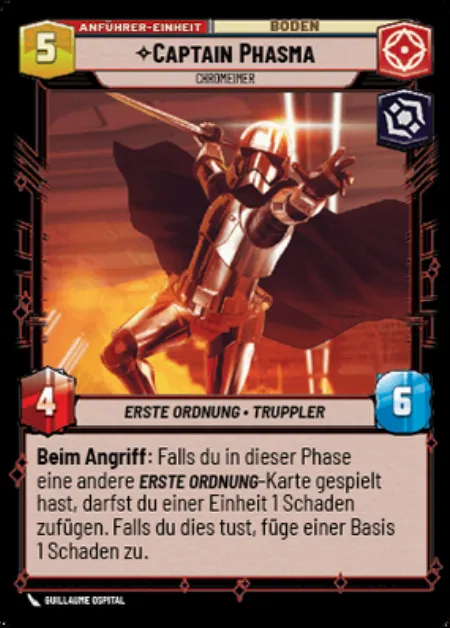 5
ANFÜHRER-EINHEIT
BODEN
CAPTAIN PHASMA
CHROMEIMER
4
ERSTE ORDNUNG • TRUPPLER
6
Beim Angriff: Falls du in dieser Phase
eine andere ERSTE ORDNUNG-Karte gespielt
hast, darfst du einer Einheit 1 Schaden
zufügen. Falls du dies tust, füge einer Basis
1 Schaden zu.
GUILLAUME OSPITAL